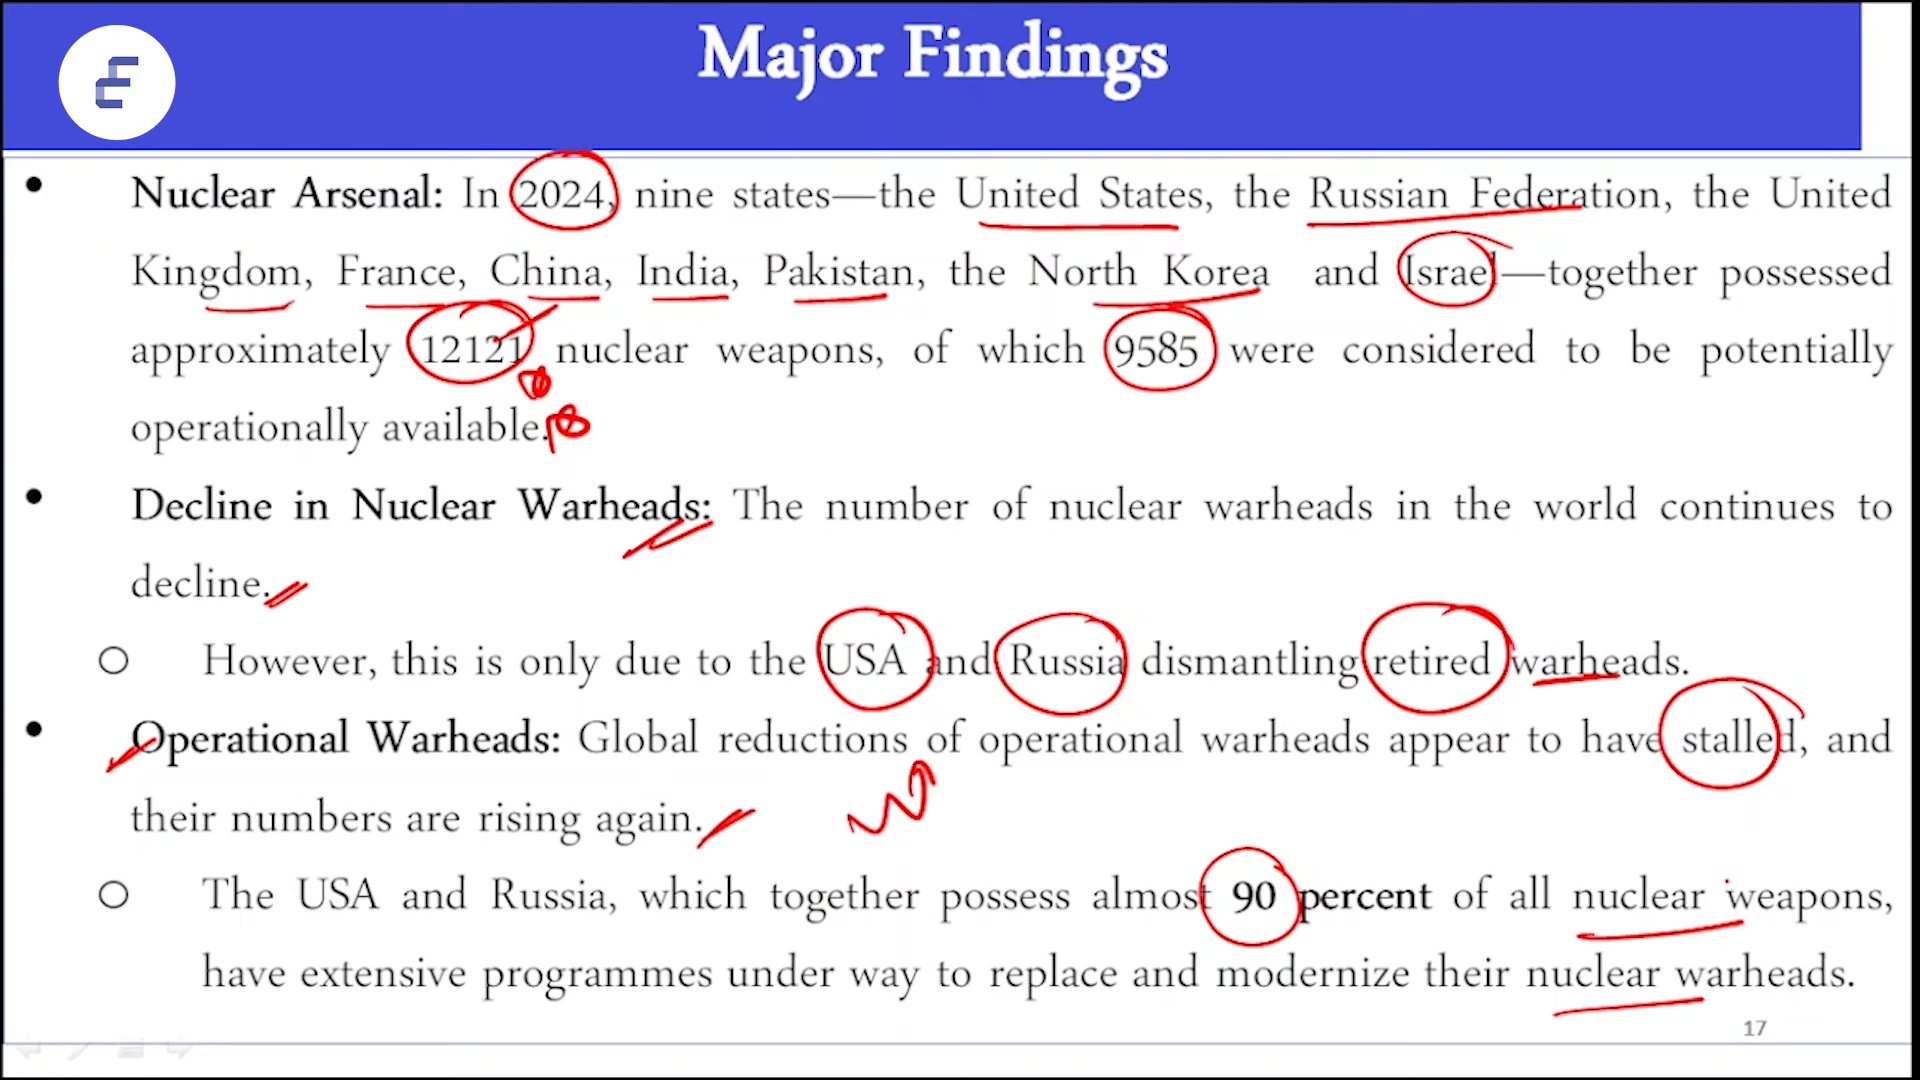 Major Findings
• Nuclear Arsenal: In 2024, nine states—the United States, the Russian Federation, the United
Kingdom, France, China, India, Pakistan, the North Korea and Israel—together possessed
approximately 12121 nuclear weapons, of which 9585 were considered to be potentially
operationally available.
• Decline in Nuclear Warheads: The number of nuclear warheads in the world continues to
decline.
○ However, this is only due to the USA and Russia dismantling retired warheads.
• Operational Warheads: Global reductions of operational warheads appear to have stalled, and
their numbers are rising again.
○ The USA and Russia, which together possess almost 90 percent of all nuclear weapons,
have extensive programmes under way to replace and modernize their nuclear warheads.
17